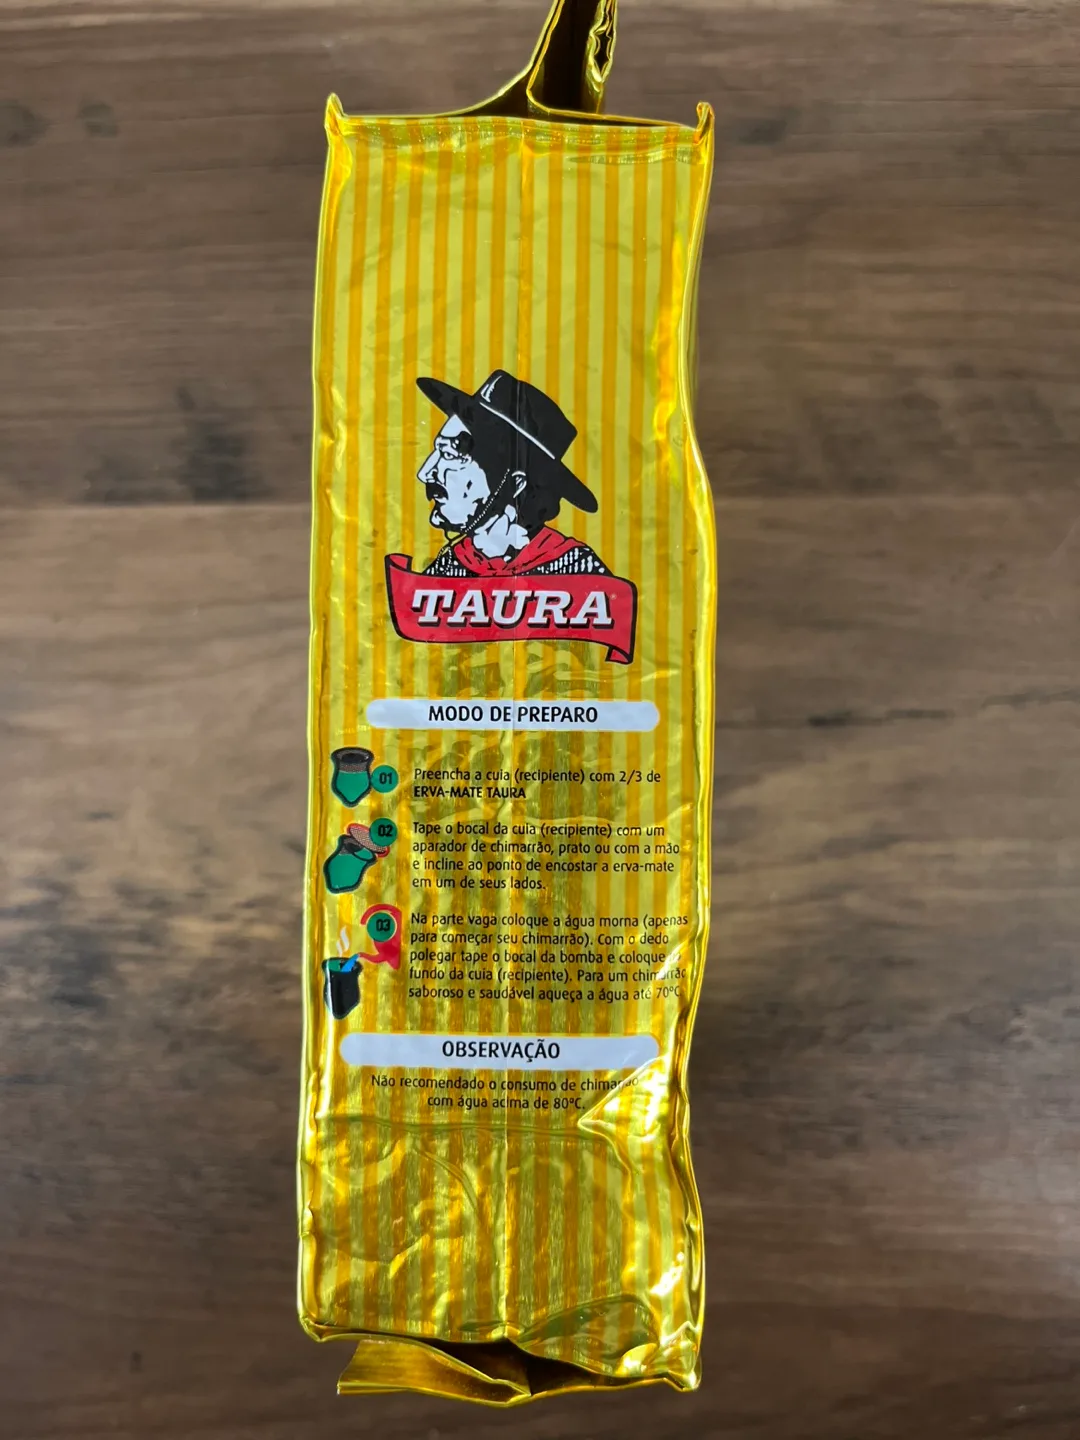 TAURA
MODO DE PREPARO
01
Preencha a cuia (recipiente) com 2/3 de
ERVA-MATE TAURA
02
Tape o bocal da cuia (recipiente) com um
aparador de chimarrão, prato ou com a mão
e incline ao ponto de encostar a erva-mate
em um de seus lados.
03
Na parte vaga coloque a água morna (apenas
para começar seu chimarrão). Com o dedo
polegar tape o bocal da bomba e coloque
fundo da cuia (recipiente). Para um chimarrão
saboroso e saudável aqueça a água até 70ºC
OBSERVAÇÃO
Não recomendado o consumo de chimarrão
com água acima de 80ºC.